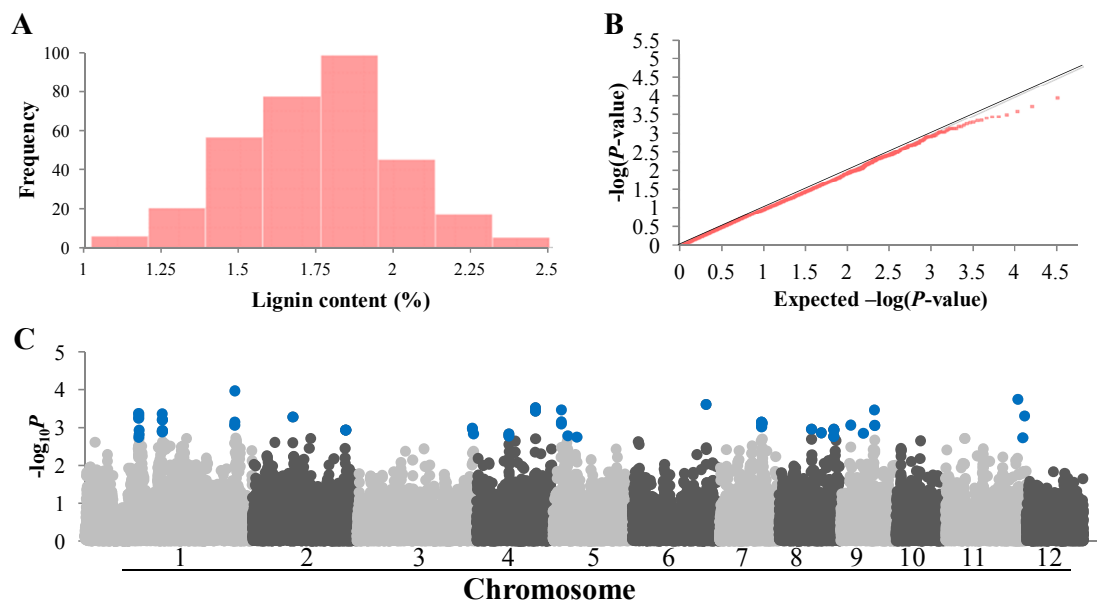 A
100
80
60
40
20
0
Frequency
1 1.25 1.5 1.75 2 2.25 2.5
Lignin content (%)
B
5.5
5
4.5
4
3.5
3
2.5
2
1.5
1
0.5
0
-log(P-value)
0 0.5 1 1.5 2 2.5 3 3.5 4 4.5
Expected –log(P-value)
C
5
4
3
2
1
0
-log10P
1 2 3 4 5 6 7 8 9 10 11 12
Chromosome